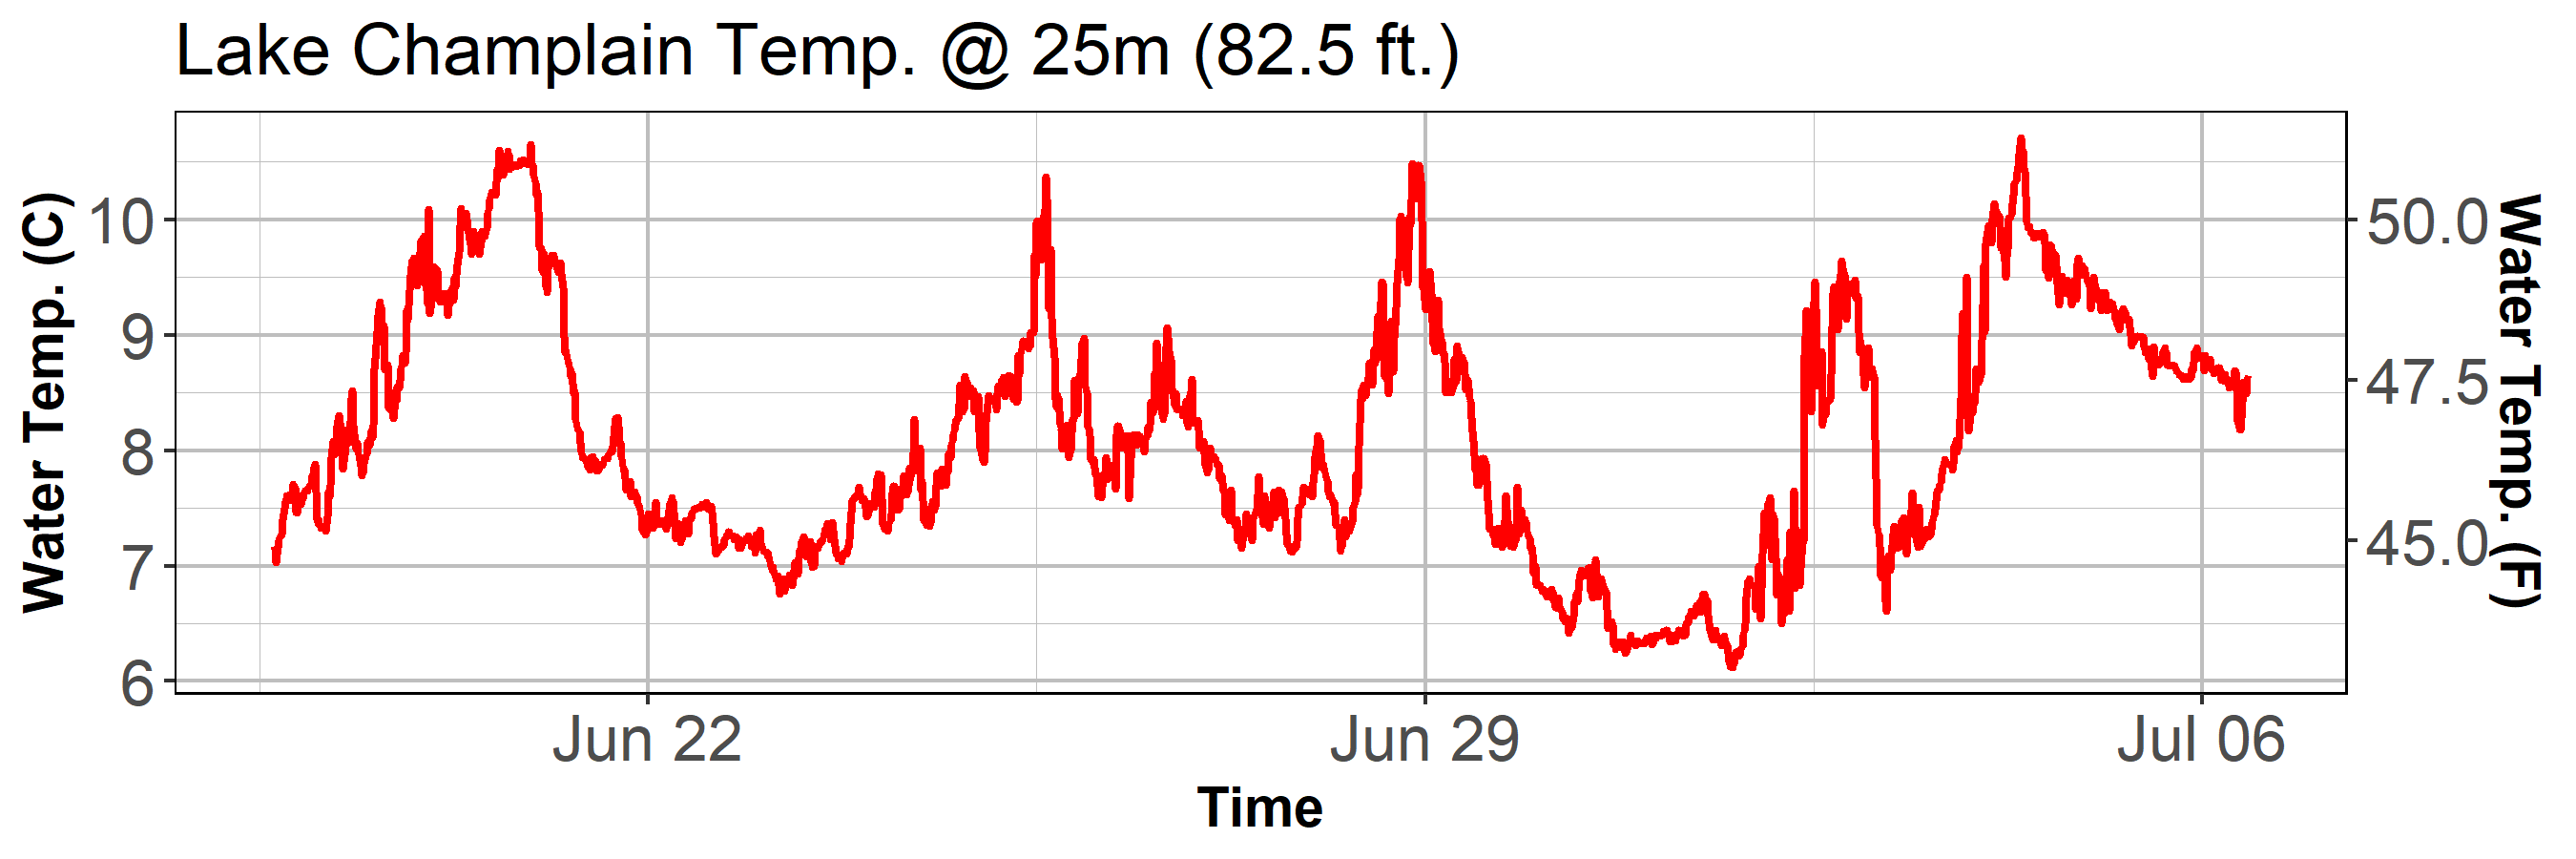 Lake Champlain Temp. @ 25m (82.5 ft.)
Water Temp. (C)
10
9
8
7
6
50.0
47.5
45.0
Water Temp. (F)
Jun 22
Jun 29
Jul 06
Time